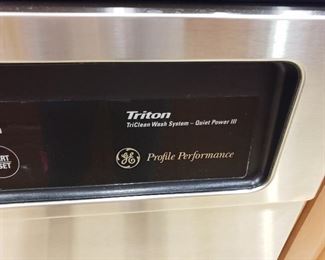 Triton
TriClean Wash System – Quiet Power III
GE Profile Performance
RT
SET